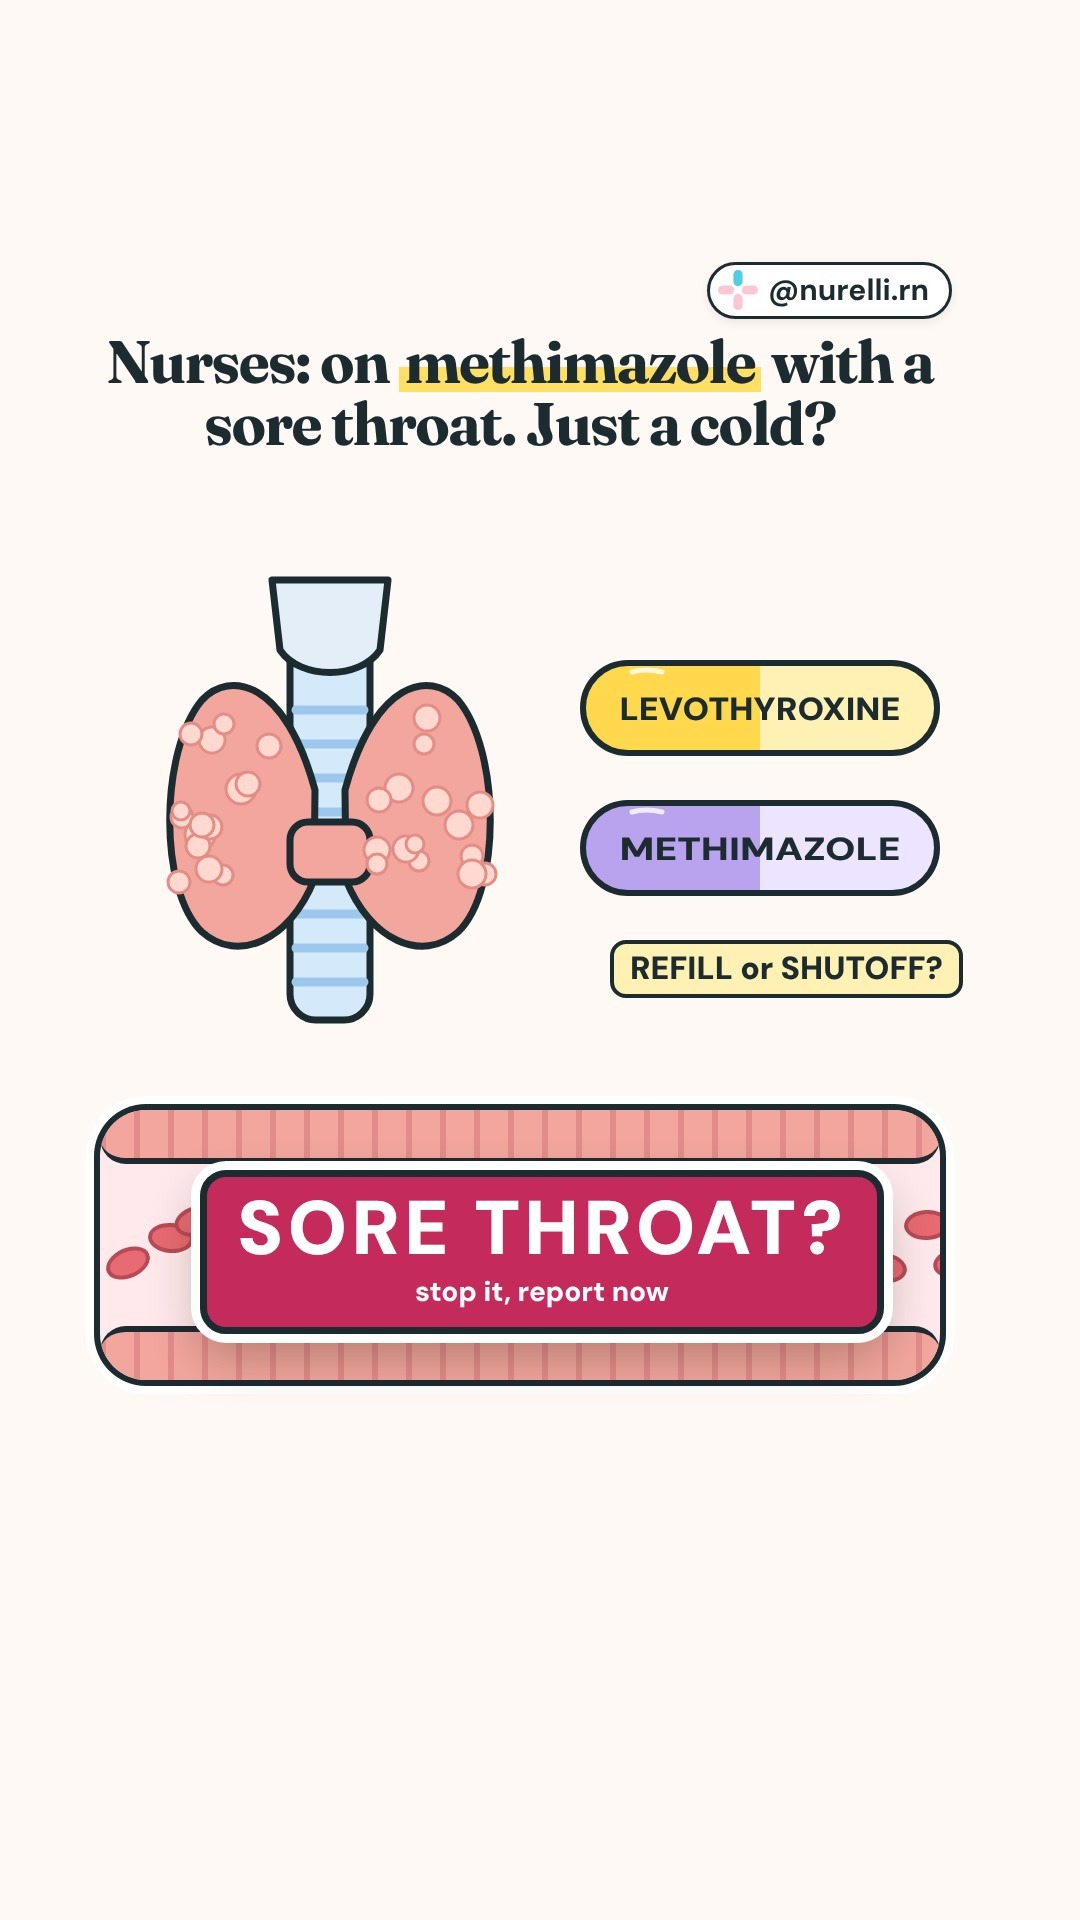 @nurelli.rn
Nurses: on methimazole with a
sore throat. Just a cold?
LEVOTHYROXINE
METHIMAZOLE
REFILL or SHUTOFF?
SORE THROAT?
stop it, report now